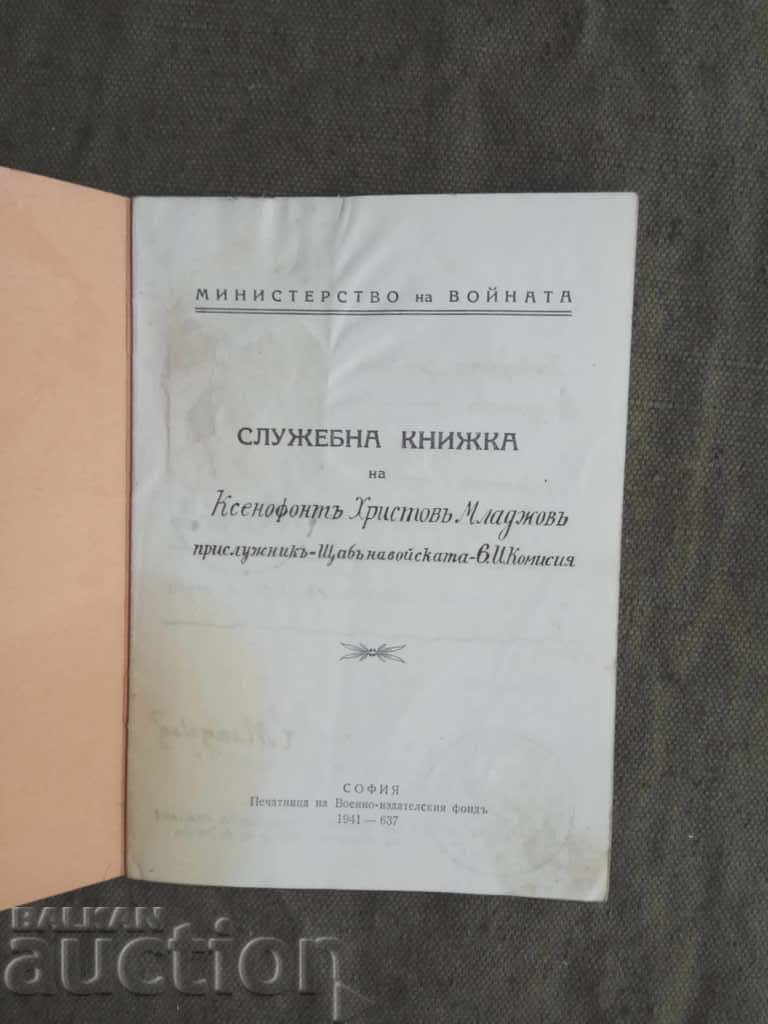 МИНИСТЕРСТВО на ВОЙНАТА
СЛУЖЕБНА КНИЖКА
на
Ксенофонтъ Христовъ Младжовъ
прислужникъ-Щабъ на войската-В.И.Комисия
СОФИЯ
Печатница на Военно-издателския фондъ
1941 — 637
БАЛКАН
auction